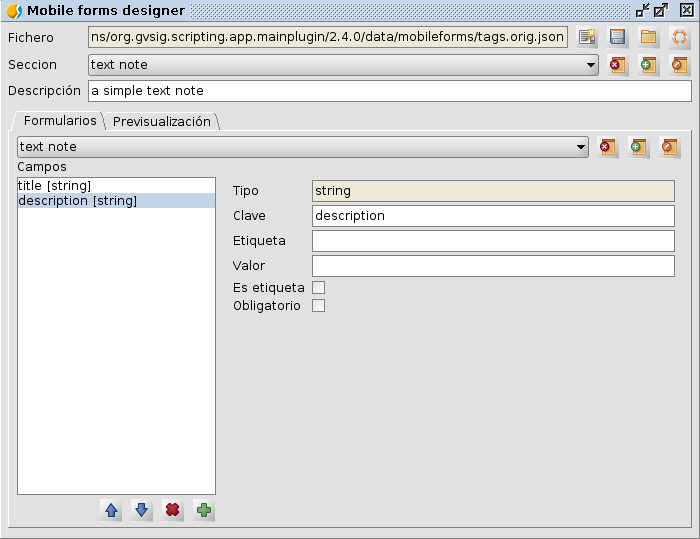 Mobile forms designer
Fichero ns/org.gvsig.scripting.app.mainplugin/2.4.0/data/mobileforms/tags.orig.json
Seccion text note
Descripción a simple text note
Formularios Previsualización
text note
Campos
title [string]
description [string]
Tipo string
Clave description
Etiqueta
Valor
Es etiqueta
Obligatorio